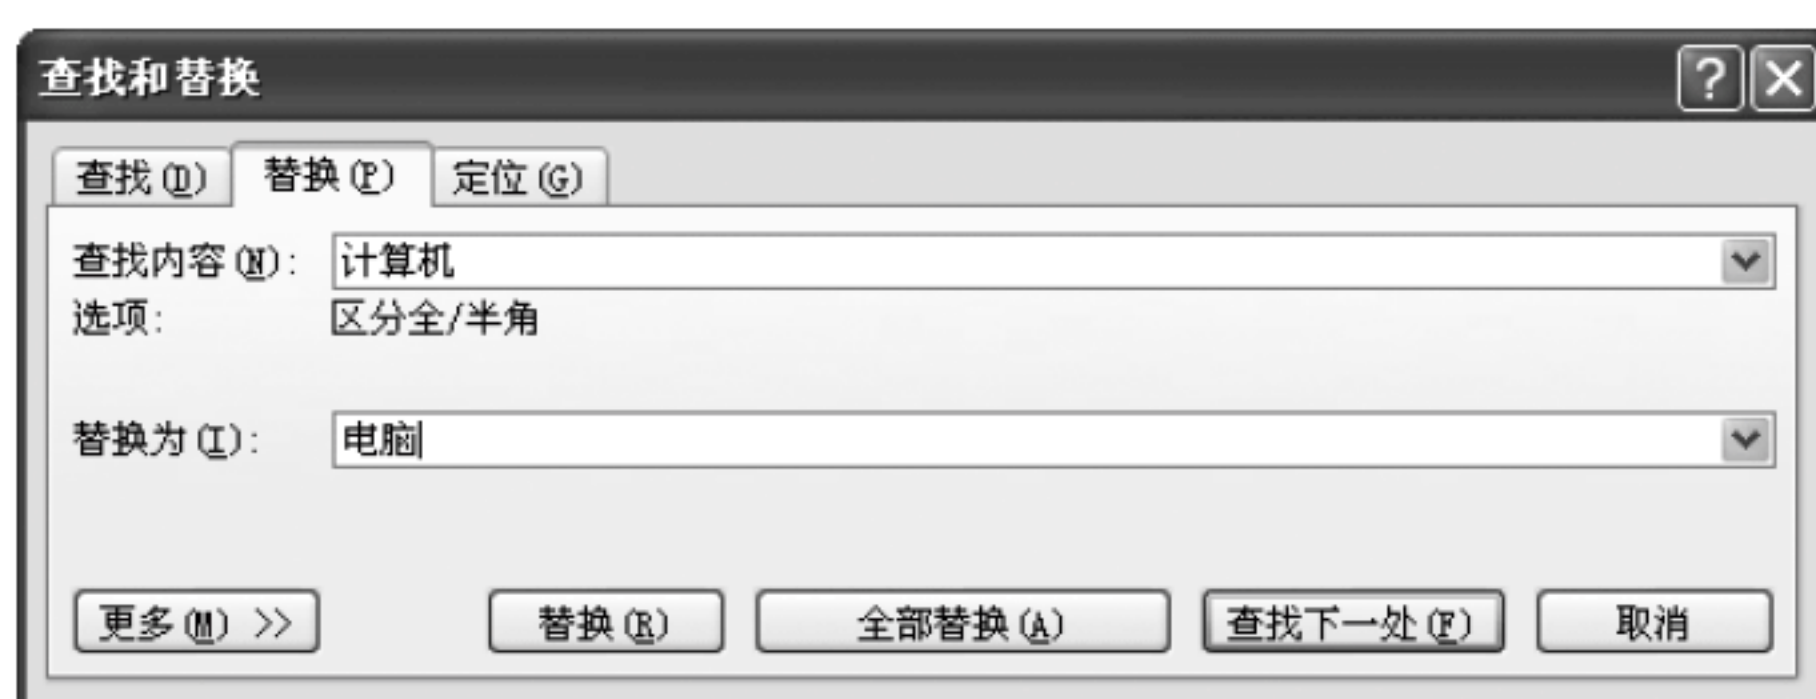 查找和替换
查找(D) 替换(P) 定位(G)
查找内容(N): 计算机
选项: 区分全/半角
替换为(I): 电脑
更多(M) >> 替换(R) 全部替换(A) 查找下一处(F) 取消